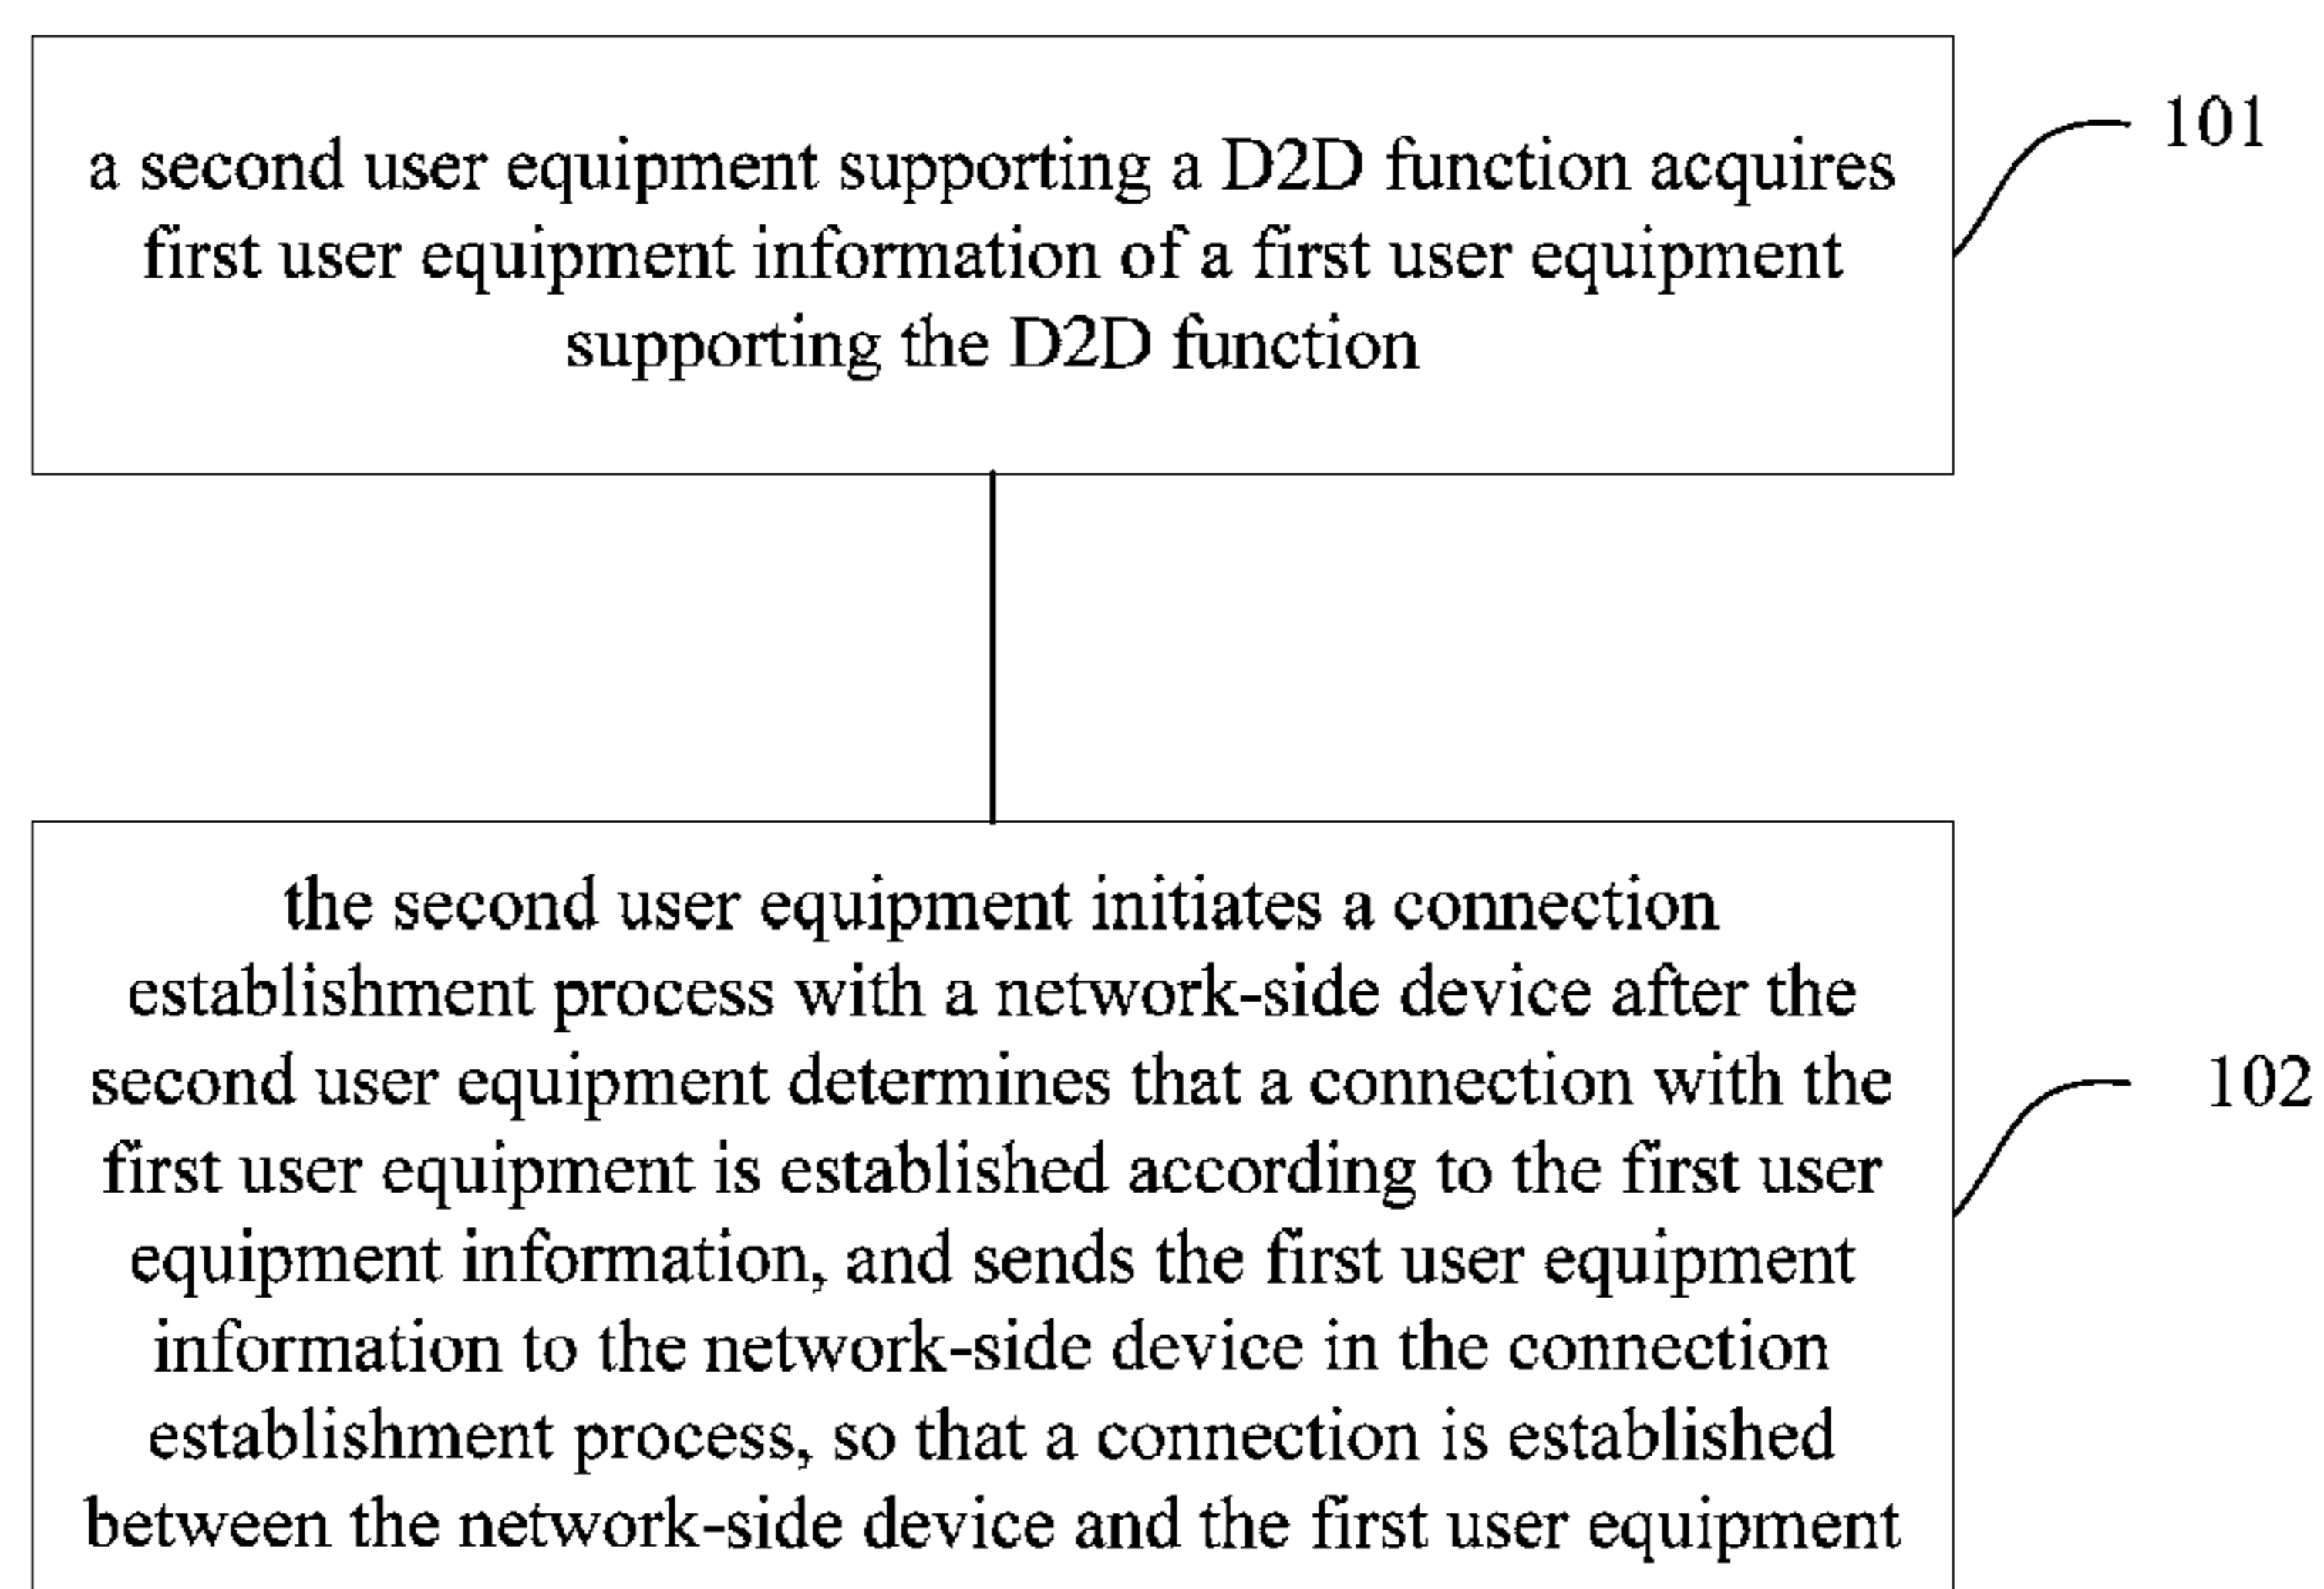 a second user equipment supporting a D2D function acquires
first user equipment information of a first user equipment
supporting the D2D function
101
the second user equipment initiates a connection
establishment process with a network-side device after the
second user equipment determines that a connection with the
first user equipment is established according to the first user
equipment information, and sends the first user equipment
information to the network-side device in the connection
establishment process, so that a connection is established
between the network-side device and the first user equipment
102